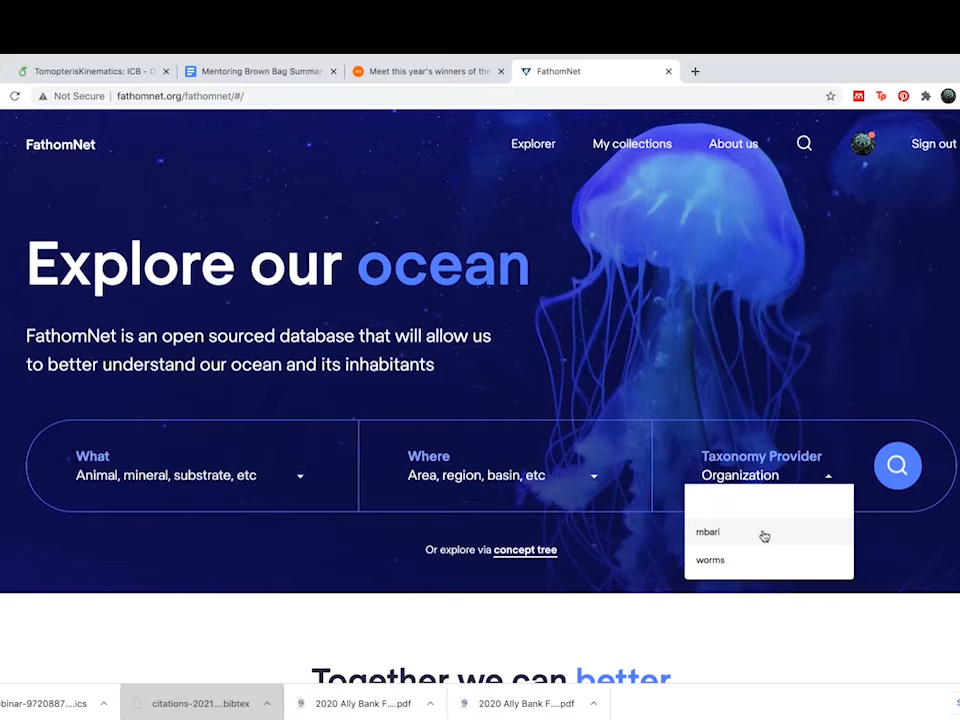 TomopterisKinematics: ICB - O
Mentoring Brown Bag Summar
Meet this year's winners of the
FathomNet
Not Secure | fathomnet.org/fathomnet/#/
FathomNet
Explorer
My collections
About us
Sign out
Explore our ocean
FathomNet is an open sourced database that will allow us
to better understand our ocean and its inhabitants
What
Animal, mineral, substrate, etc
Where
Area, region, basin, etc
Taxonomy Provider
Organization
mbari
worms
Or explore via concept tree
Together we can better
binar-9720887....ics
citations-2021....bibtex
2020 Ally Bank F....pdf
2020 Ally Bank F....pdf